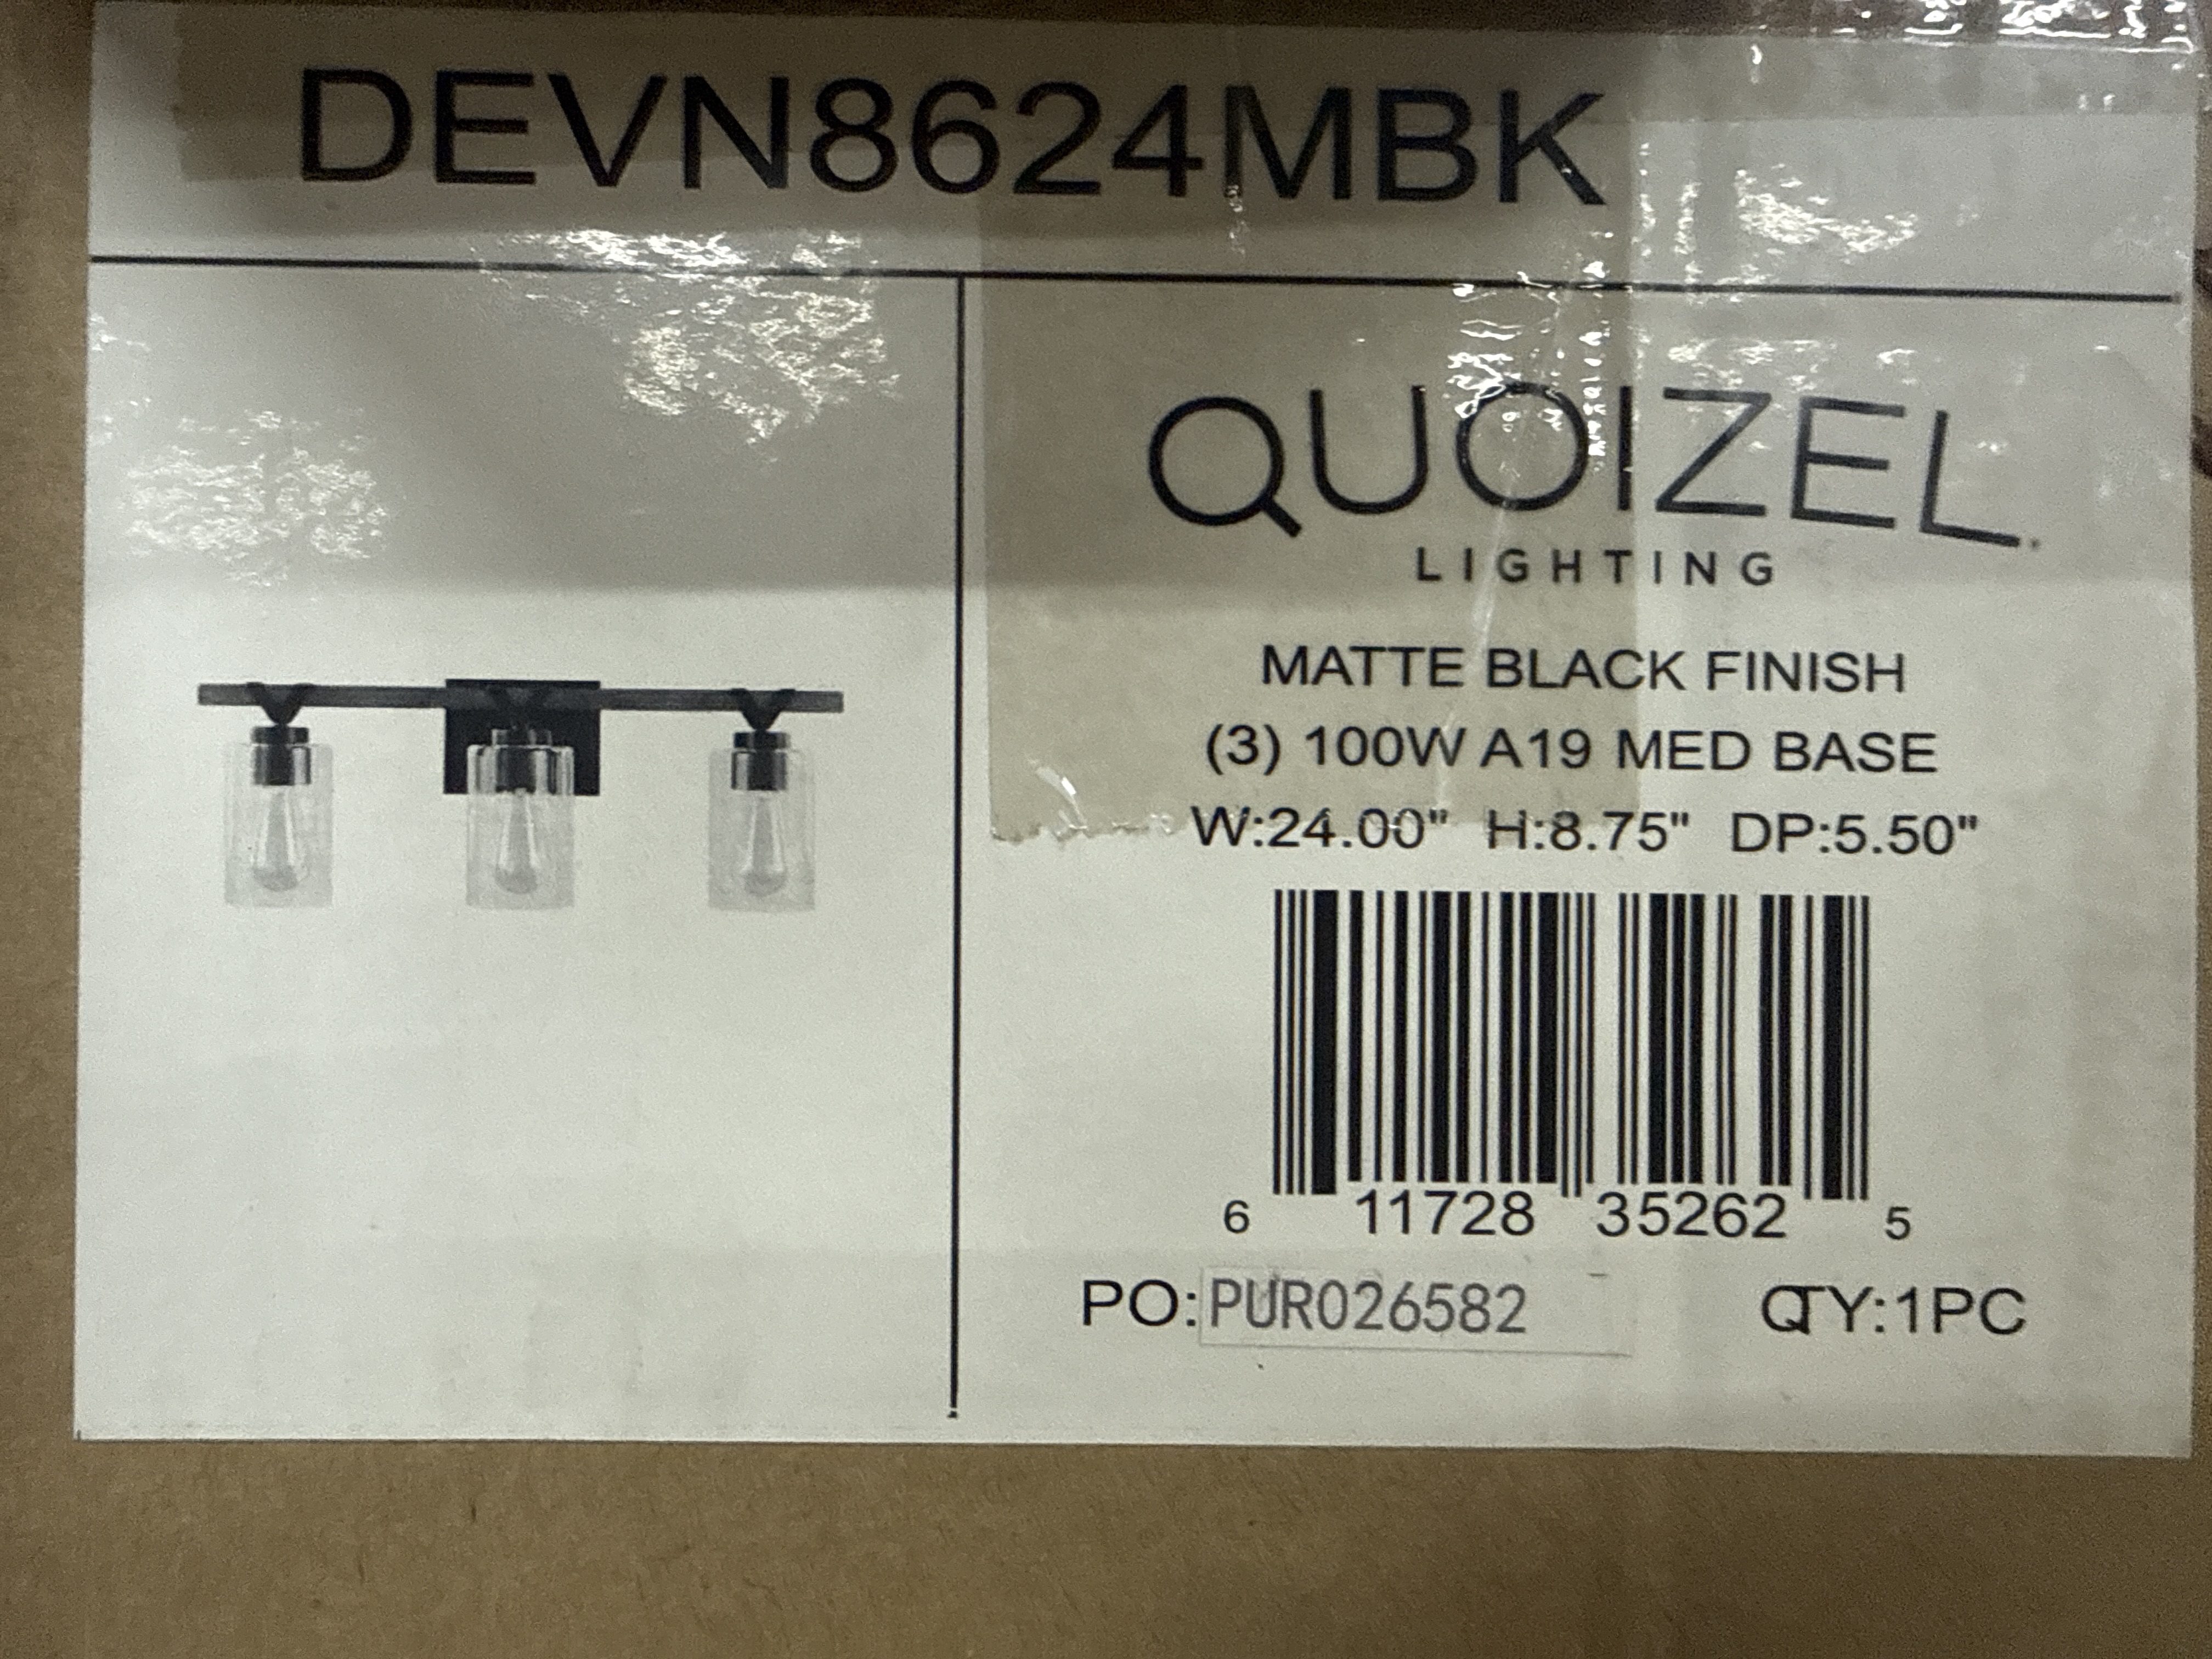 DEVN8624MBK
QUOIZEL
LIGHTING
MATTE BLACK FINISH
(3) 100W A19 MED BASE
W:24.00" H:8.75" DP:5.50"
6 11728 35262 5
PO:PUR026582 QTY:1PC